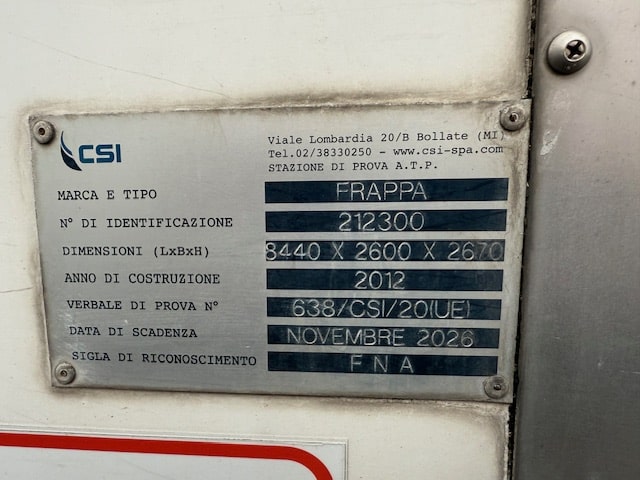 CSI
Viale Lombardia 20/B Bollate (MI)
Tel.02/38330250 - www.csi-spa.com
STAZIONE DI PROVA A.T.P.
MARCA E TIPO FRAPPA
N° DI IDENTIFICAZIONE 212300
DIMENSIONI (LxBxH) 8440 X 2600 X 2670
ANNO DI COSTRUZIONE 2012
VERBALE DI PROVA N° 638/CSI/20(UE)
DATA DI SCADENZA NOVEMBRE 2026
SIGLA DI RICONOSCIMENTO F N A